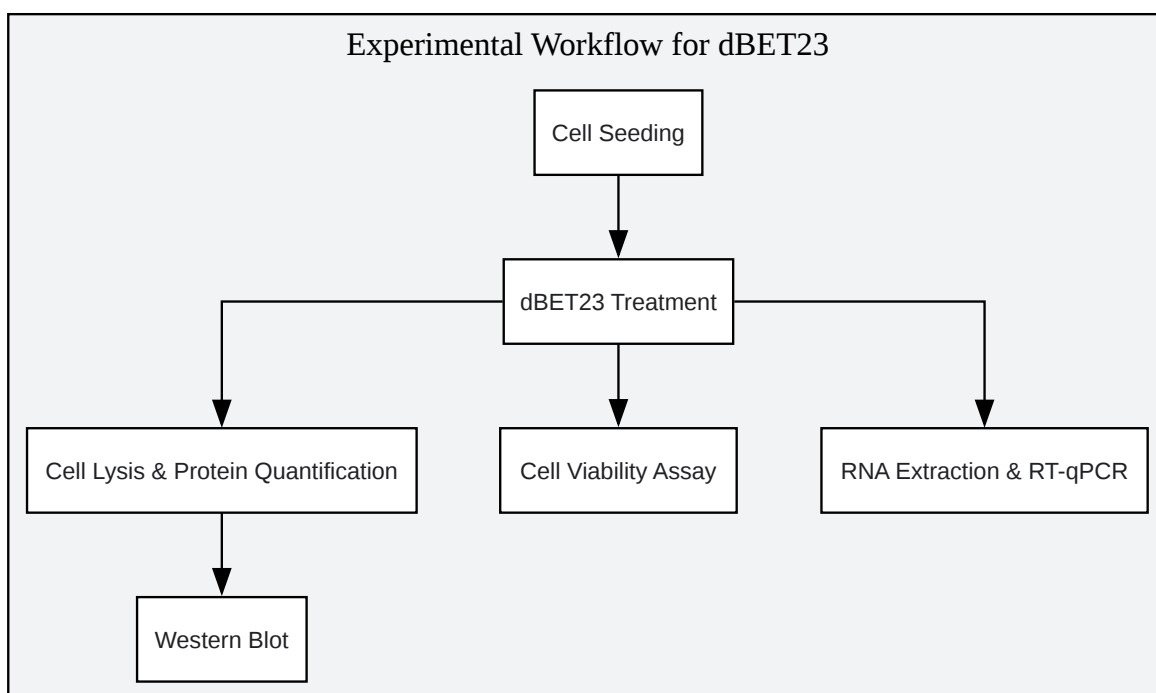 Experimental Workflow for dBET23
Cell Seeding
dBET23 Treatment
Cell Lysis & Protein Quantification
Cell Viability Assay
RNA Extraction & RT-qPCR
Western Blot